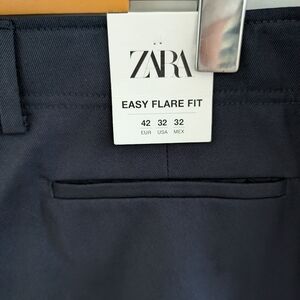 ZARA
EASY FLARE FIT
42 32 32
EUR USA MEX